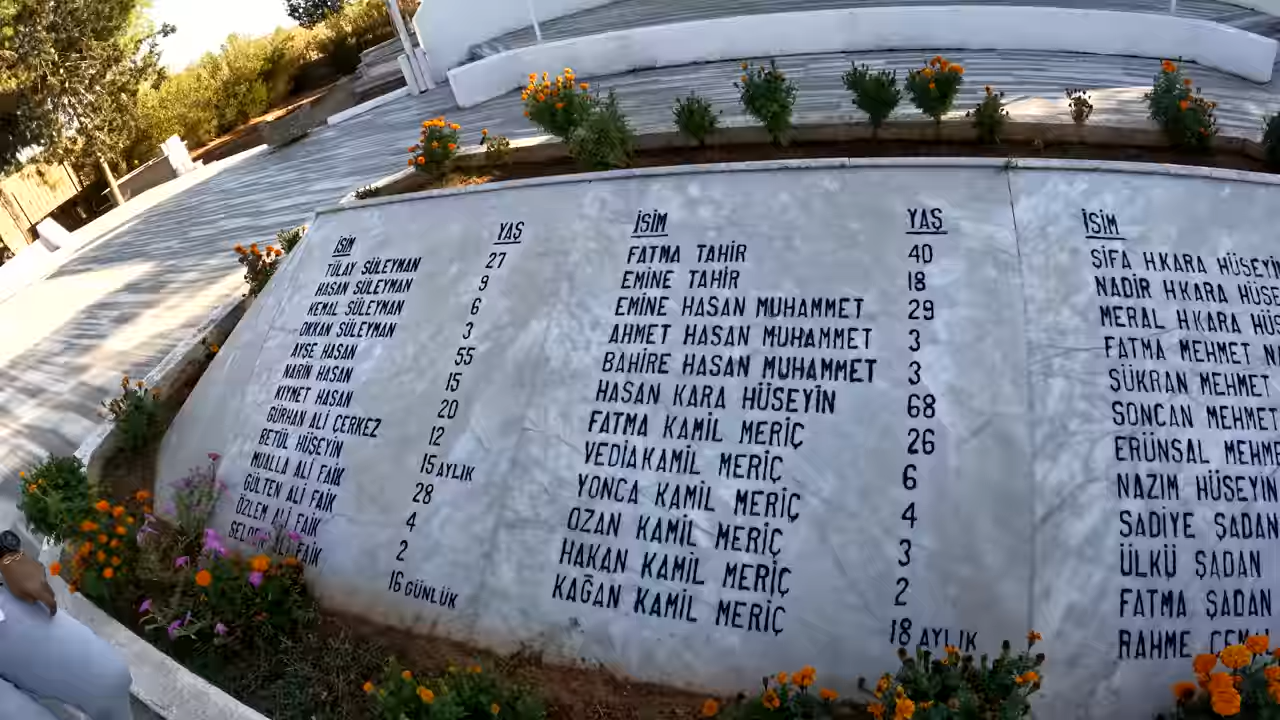 İSİM YAŞ
TÜLAY SÜLEYMAN 27
HASAN SÜLEYMAN 9
KEMAL SÜLEYMAN 6
OKKAN SÜLEYMAN 3
AYŞE HASAN 55
NARİN HASAN 15
KIYMET HASAN 20
GÜRHAN ALİ ÇERKEZ 12
BETÜL HÜSEYİN 15 AYLIK
MUALLA ALİ FAİK 28
GÜLTEN ALİ FAİK 4
ÖZLEM ALİ FAİK 2
FAİK 16 GÜNLÜK
İSİM YAŞ
FATMA TAHİR 40
EMİNE TAHİR 18
EMİNE HASAN MUHAMMET 29
AHMET HASAN MUHAMMET 3
BAHİRE HASAN MUHAMMET 3
HASAN KARA HÜSEYİN 68
FATMA KAMİL MERİÇ 26
VEDİA KAMİL MERİÇ 6
YONCA KAMİL MERİÇ 4
OZAN KAMİL MERİÇ 3
HAKAN KAMİL MERİÇ 2
KAĞAN KAMİL MERİÇ 18 AYLIK
İSİM
SİFA H.KARA HÜSEYİN
NADİR H.KARA
MERAL H.KARA
FATMA MEHMET
ŞÜKRAN MEHMET
SONCAN MEHMET
ERÜNSAL
NAZIM HÜSEYİN
SADİYE ŞADAN
ÜLKÜ ŞADAN
FATMA ŞADAN
RAHME